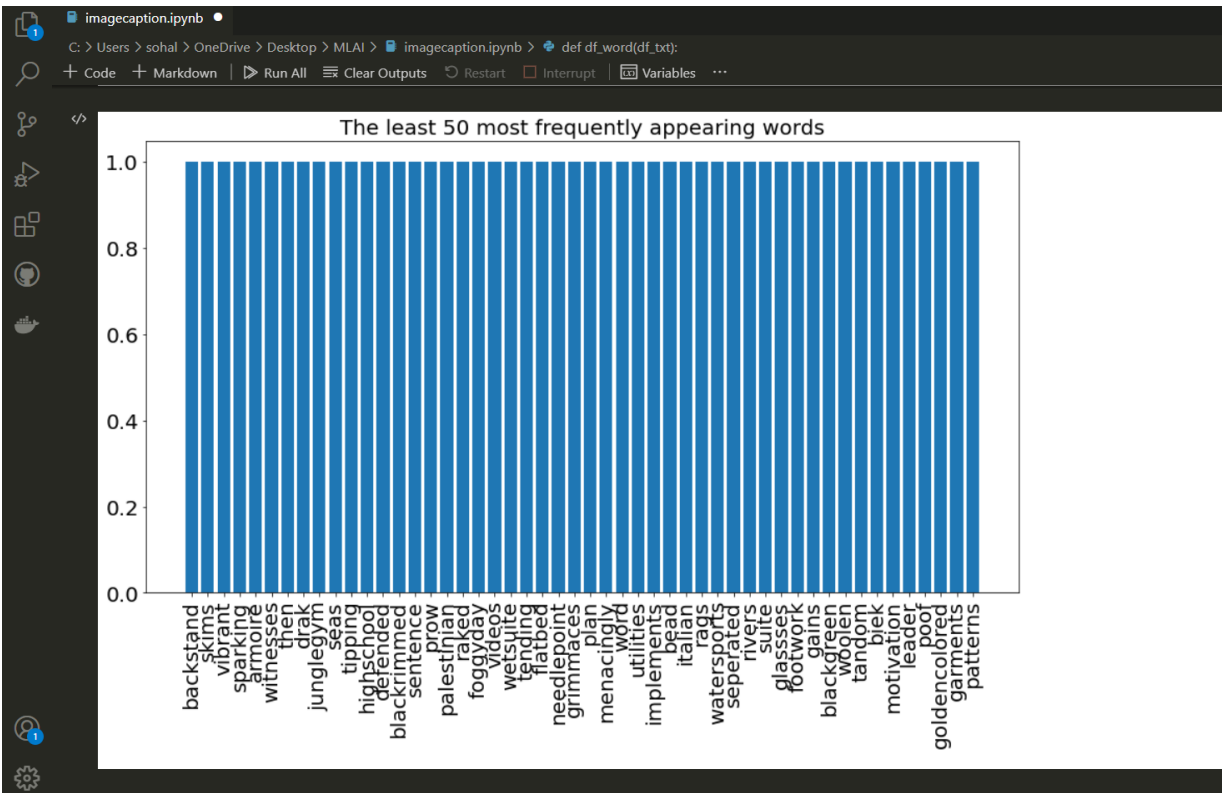 imagecaption.ipynb
C: > Users > sohal > OneDrive > Desktop > MLAI > imagecaption.ipynb > def df_word(df_txt):
+ Code + Markdown Run All Clear Outputs Restart Interrupt Variables ...
The least 50 most frequently appearing words
1.0
0.8
0.6
0.4
0.2
0.0
backstand
skims
vibrant
sparking
armoire
witnesses
then
drak
junglegym
seas
tipping
highschpol
defended
blackrimmed
sentence
prow
palestinian
raked
foggyday
videos
wetsuite
tending
flatbed
needlepoint
grimmaces
plan
menacingly
word
utilities
implements
bead
italian
rags
watersports
seperated
rivers
suite
glassses
footwork
gains
blackgreen
woolen
tandom
biek
motivation
leader
poof
goldencolored
garments
patterns
1
1